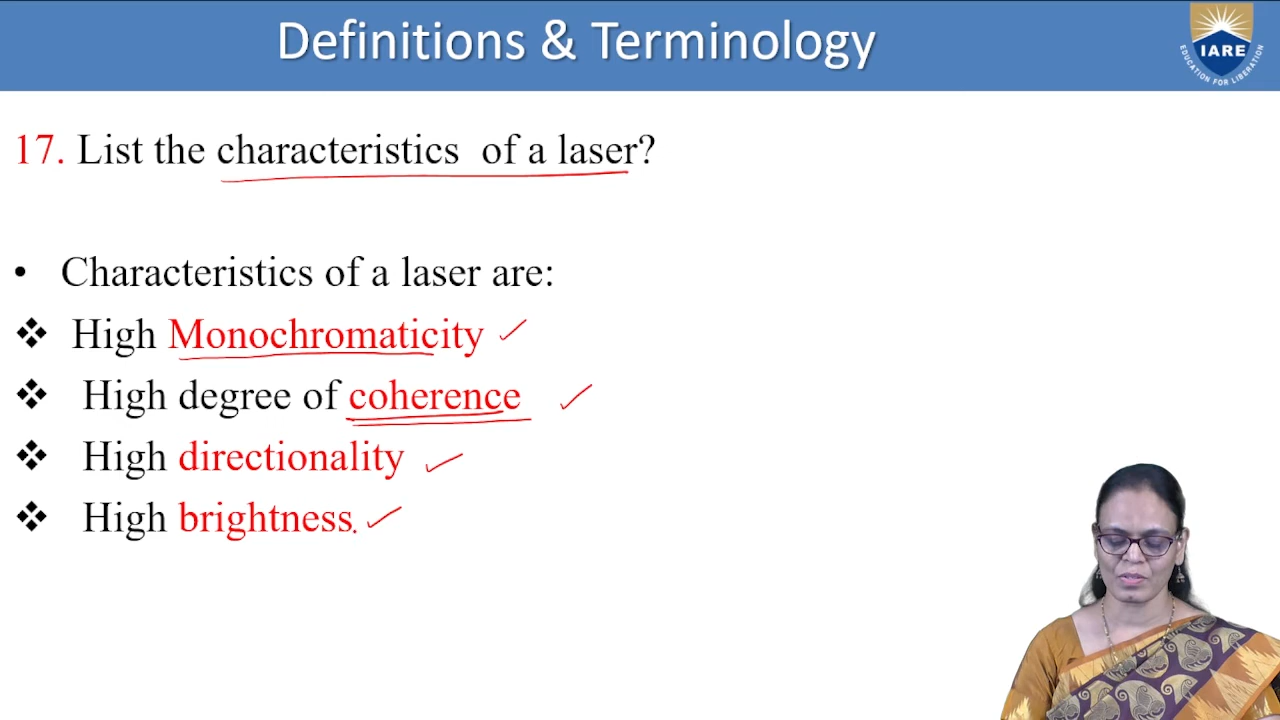 Definitions & Terminology
IARE
EDUCATION FOR LIBERATION
17. List the characteristics of a laser?
• Characteristics of a laser are:
❖ High Monochromaticity
❖ High degree of coherence
❖ High directionality
❖ High brightness.